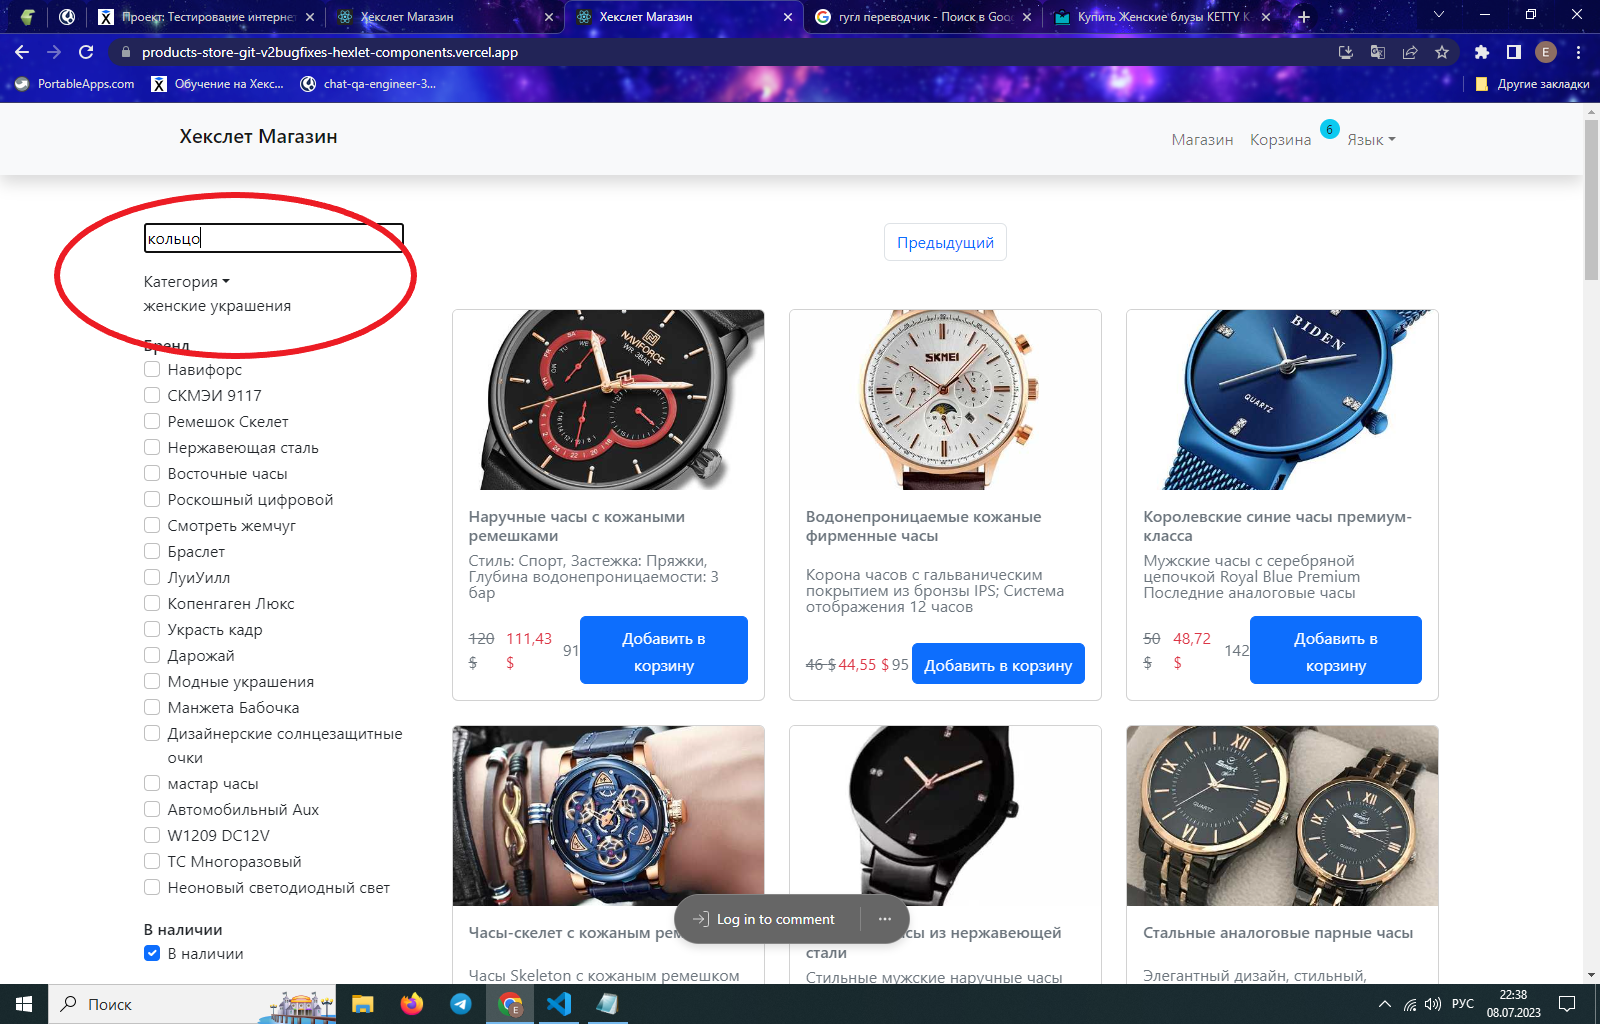 Проект: Тестирование интернет
Хекслет Магазин
Хекслет Магазин
гугл переводчик - Поиск в Goo
Купить Женские блузы KETTY K
products-store-git-v2bugfixes-hexlet-components.vercel.app
E
PortableApps.com
Обучение на Хекс...
chat-qa-engineer-3...
Другие закладки
Хекслет Магазин
Магазин
Корзина
6
Язык
кольцо
Категория
женские украшения
Бренд
Навифорс
СКМЭИ 9117
Ремешок Скелет
Нержавеющая сталь
Восточные часы
Роскошный цифровой
Смотреть жемчуг
Браслет
ЛуиУилл
Копенгаген Люкс
Украсть кадр
Дарожай
Модные украшения
Манжета Бабочка
Дизайнерские солнцезащитные
очки
мастар часы
Автомобильный Aux
W1209 DC12V
ТС Многоразовый
Неоновый светодиодный свет
В наличии
В наличии
Предыдущий
NAVIFORCE
WR 3BAR
Наручные часы с кожаными
ремешками
Стиль: Спорт, Застежка: Пряжки,
Глубина водонепроницаемости: 3
бар
120 $
111,43 $
91
Добавить в
корзину
SKMEI
Водонепроницаемые кожаные
фирменные часы
Корона часов с гальваническим
покрытием из бронзы IPS; Система
отображения 12 часов
46 $ 44,55 $ 95
Добавить в корзину
BIDEN
QUARTZ
Королевские синие часы премиум-
класса
Мужские часы с серебряной
цепочкой Royal Blue Premium
Последние аналоговые часы
50 $
48,72 $
142
Добавить в
корзину
Часы-скелет с кожаным
Часы Skeleton с кожаным ремешком
из нержавеющей
стали
Стильные мужские наручные часы
QUARTZ
Стальные аналоговые парные часы
Элегантный дизайн, стильный,
Log in to comment
Поиск
E
РУС
22:38
08.07.2023